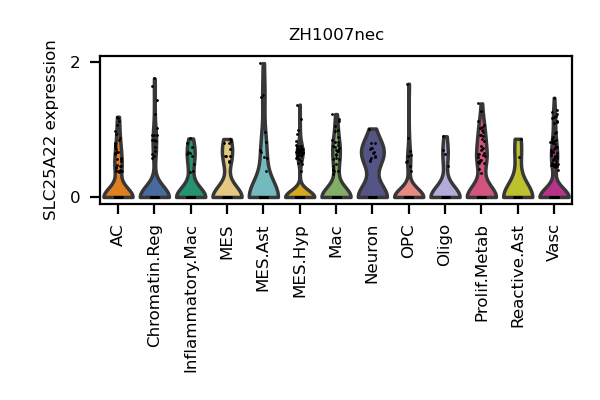 ZH1007nec
SLC25A22 expression
2
0
AC
Chromatin.Reg
Inflammatory.Mac
MES
MES.Ast
MES.Hyp
Mac
Neuron
OPC
Oligo
Prolif.Metab
Reactive.Ast
Vasc